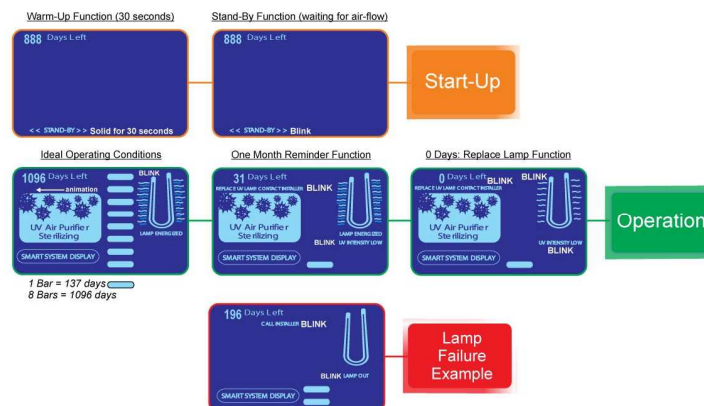 Warm-Up Function (30 seconds)
Stand-By Function (waiting for air-flow)
888 Days Left
<< STAND-BY >> Solid for 30 seconds
888 Days Left
<< STAND-BY >> Blink
Start-Up
Ideal Operating Conditions
One Month Reminder Function
0 Days: Replace Lamp Function
1096 Days Left
BLINK
animation
UV Air Purifier
Sterilizing
LAMP ENERGIZED
SMART SYSTEM DISPLAY
31 Days Left
REPLACE UV LAMP CONTACT INSTALLER BLINK
UV Air Purifier
Sterilizing
LAMP ENERGIZED
BLINK UV INTENSITY LOW
SMART SYSTEM DISPLAY
0 Days Left BLINK
REPLACE UV LAMP CONTACT INSTALLER BLINK
BLINK
UV Air Purifier
Sterilizing
UV INTENSITY LOW
BLINK
SMART SYSTEM DISPLAY
Operation
1 Bar = 137 days
8 Bars = 1096 days
196 Days Left
CALL INSTALLER BLINK
BLINK LAMP OUT
SMART SYSTEM DISPLAY
Lamp
Failure
Example